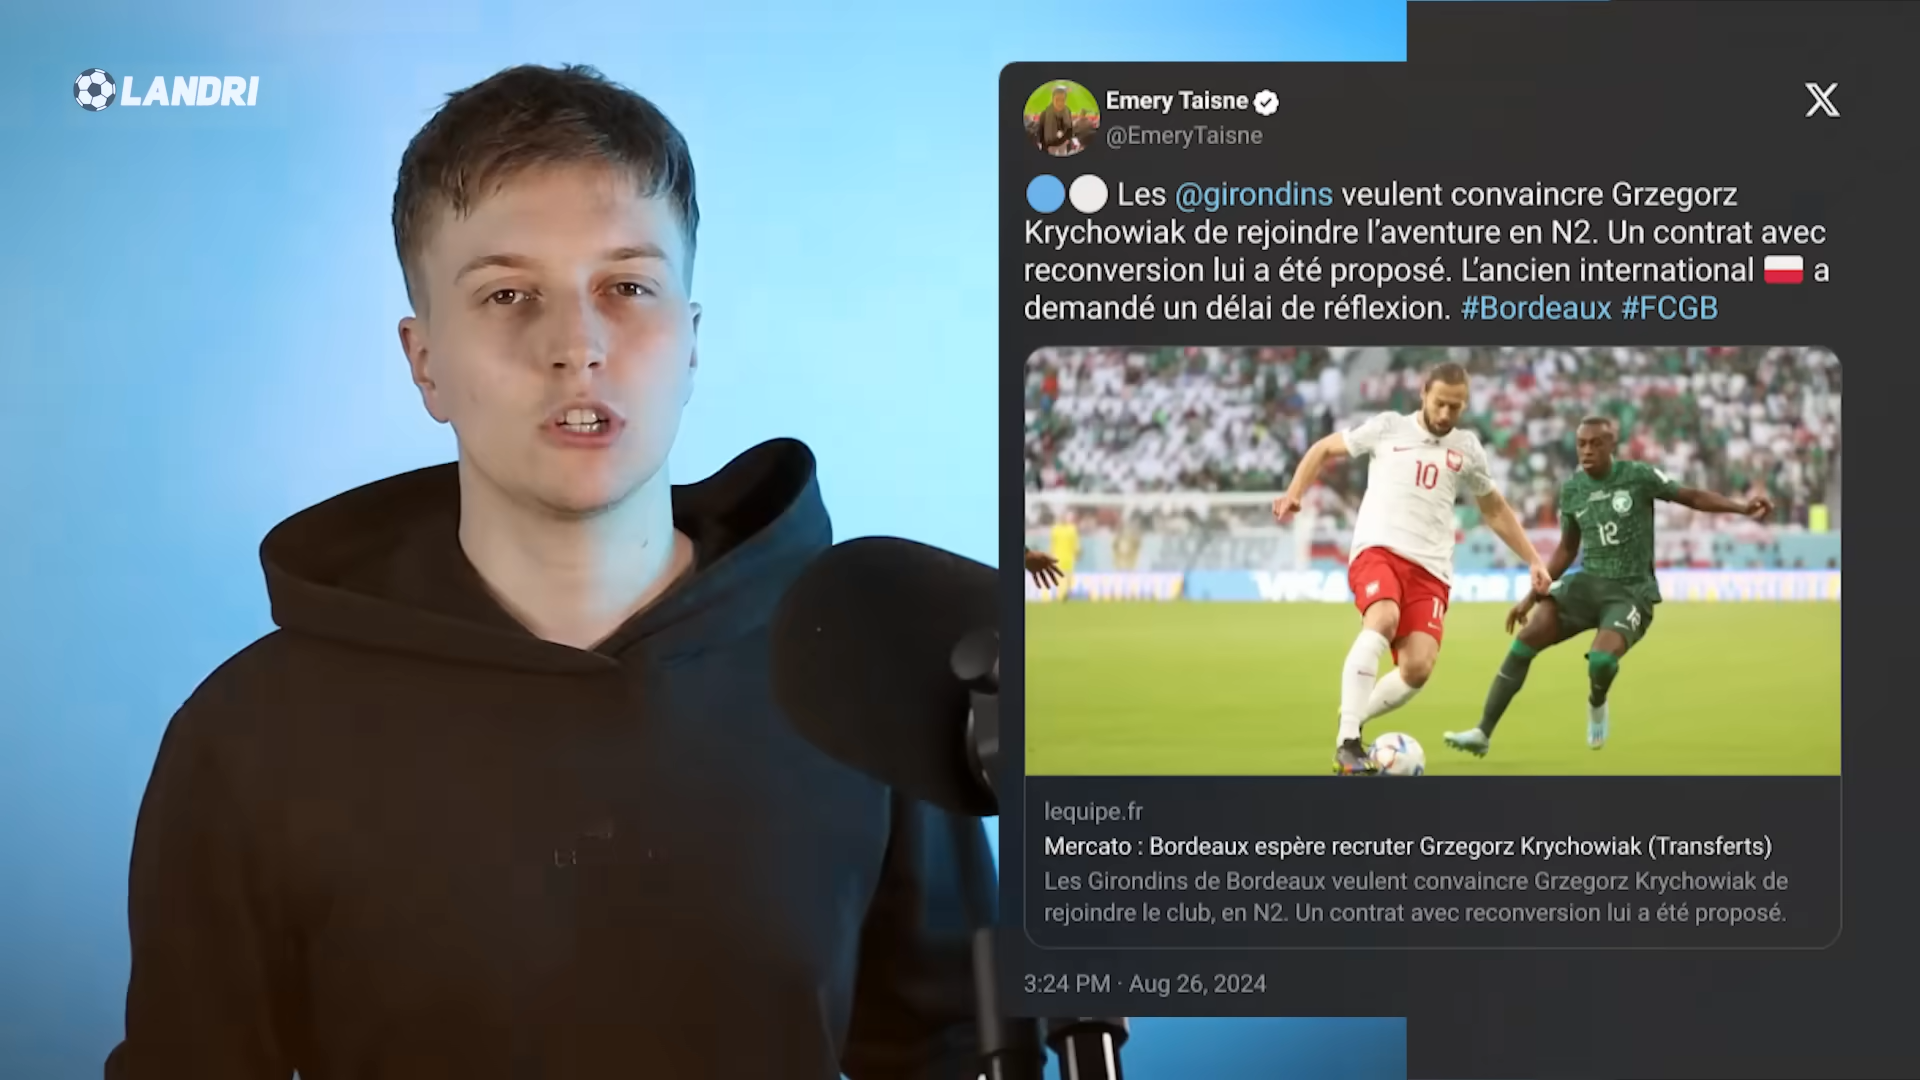 LANDRI
Emery Taisne
@EmeryTaisne
Les @girondins veulent convaincre Grzegorz
Krychowiak de rejoindre l’aventure en N2. Un contrat avec
reconversion lui a été proposé. L’ancien international a
demandé un délai de réflexion. #Bordeaux #FCGB
10
12
VISA
lequipe.fr
Mercato : Bordeaux espère recruter Grzegorz Krychowiak (Transferts)
Les Girondins de Bordeaux veulent convaincre Grzegorz Krychowiak de
rejoindre le club, en N2. Un contrat avec reconversion lui a été proposé.
3:24 PM · Aug 26, 2024